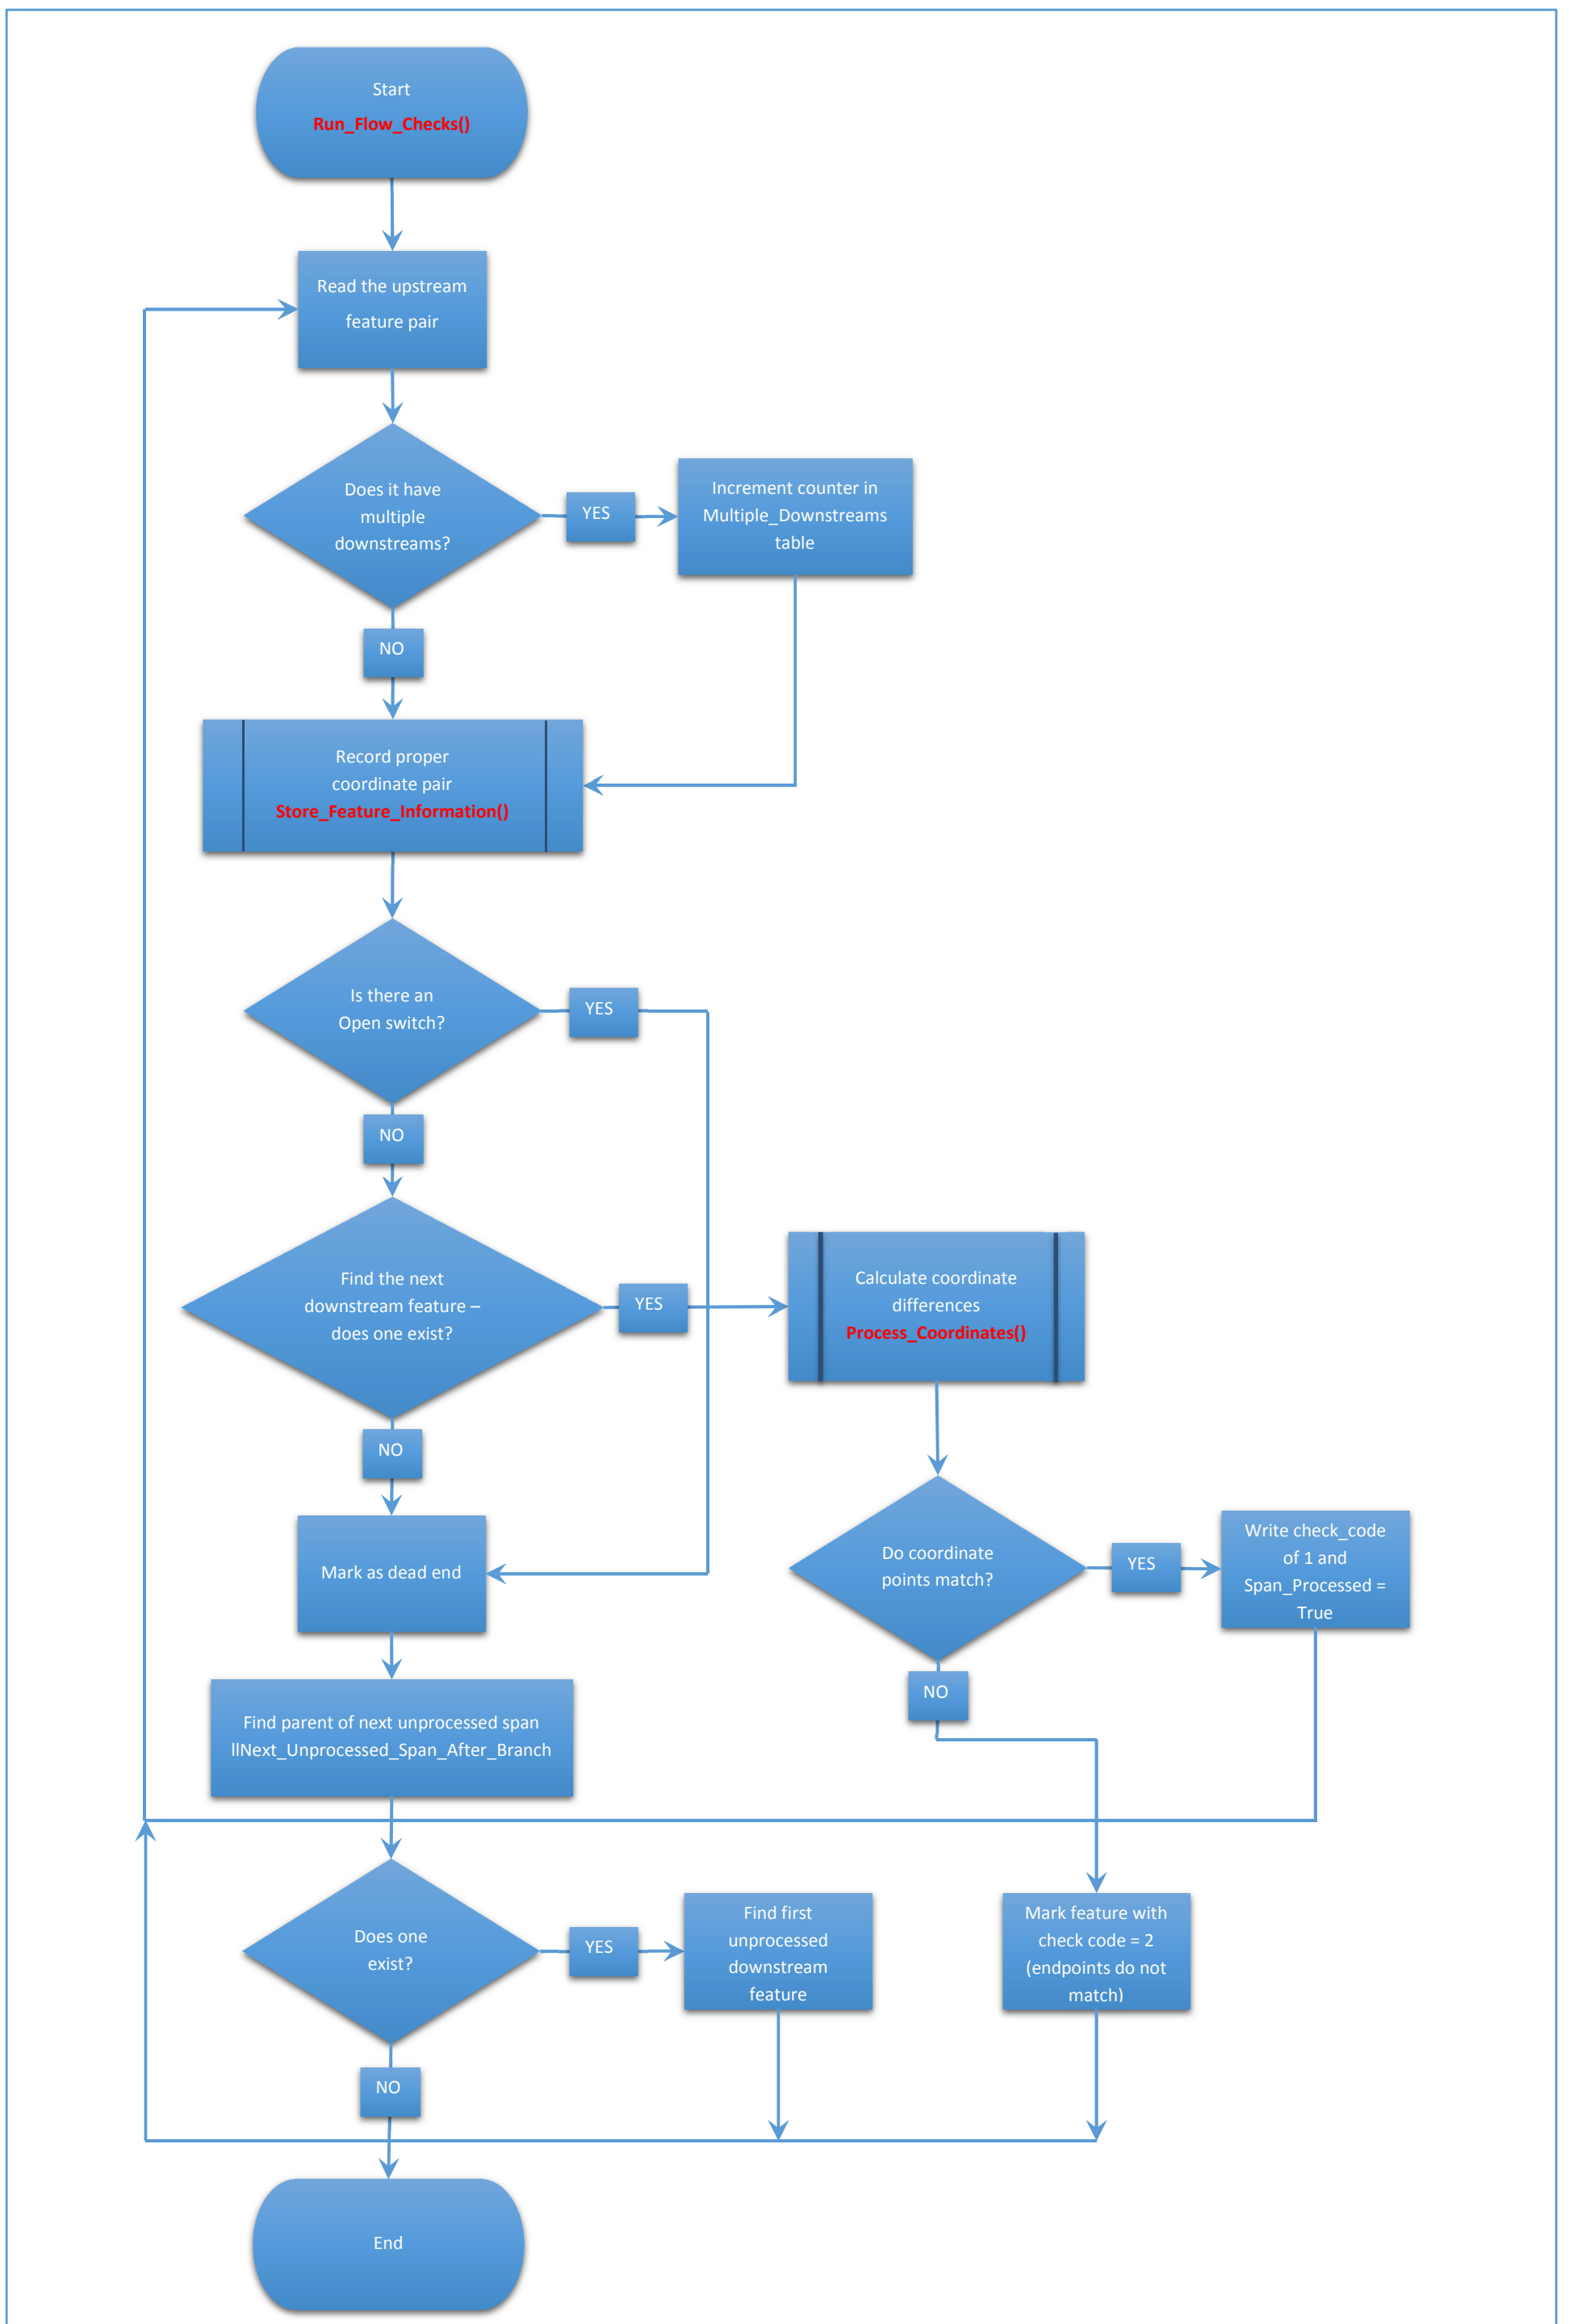 Start
Run_Flow_Checks()
Read the upstream
feature pair
Does it have
multiple
downstreams?
YES
Increment counter in
Multiple_Downstreams
table
NO
Record proper
coordinate pair
Store_Feature_Information()
Is there an
Open switch?
YES
NO
Find the next
downstream feature –
does one exist?
YES
Calculate coordinate
differences
Process_Coordinates()
NO
Mark as dead end
Do coordinate
points match?
YES
Write check_code
of 1 and
Span_Processed =
True
NO
Find parent of next unprocessed span
llNext_Unprocessed_Span_After_Branch
Does one
exist?
YES
Find first
unprocessed
downstream
feature
Mark feature with
check code = 2
(endpoints do not
match)
NO
End